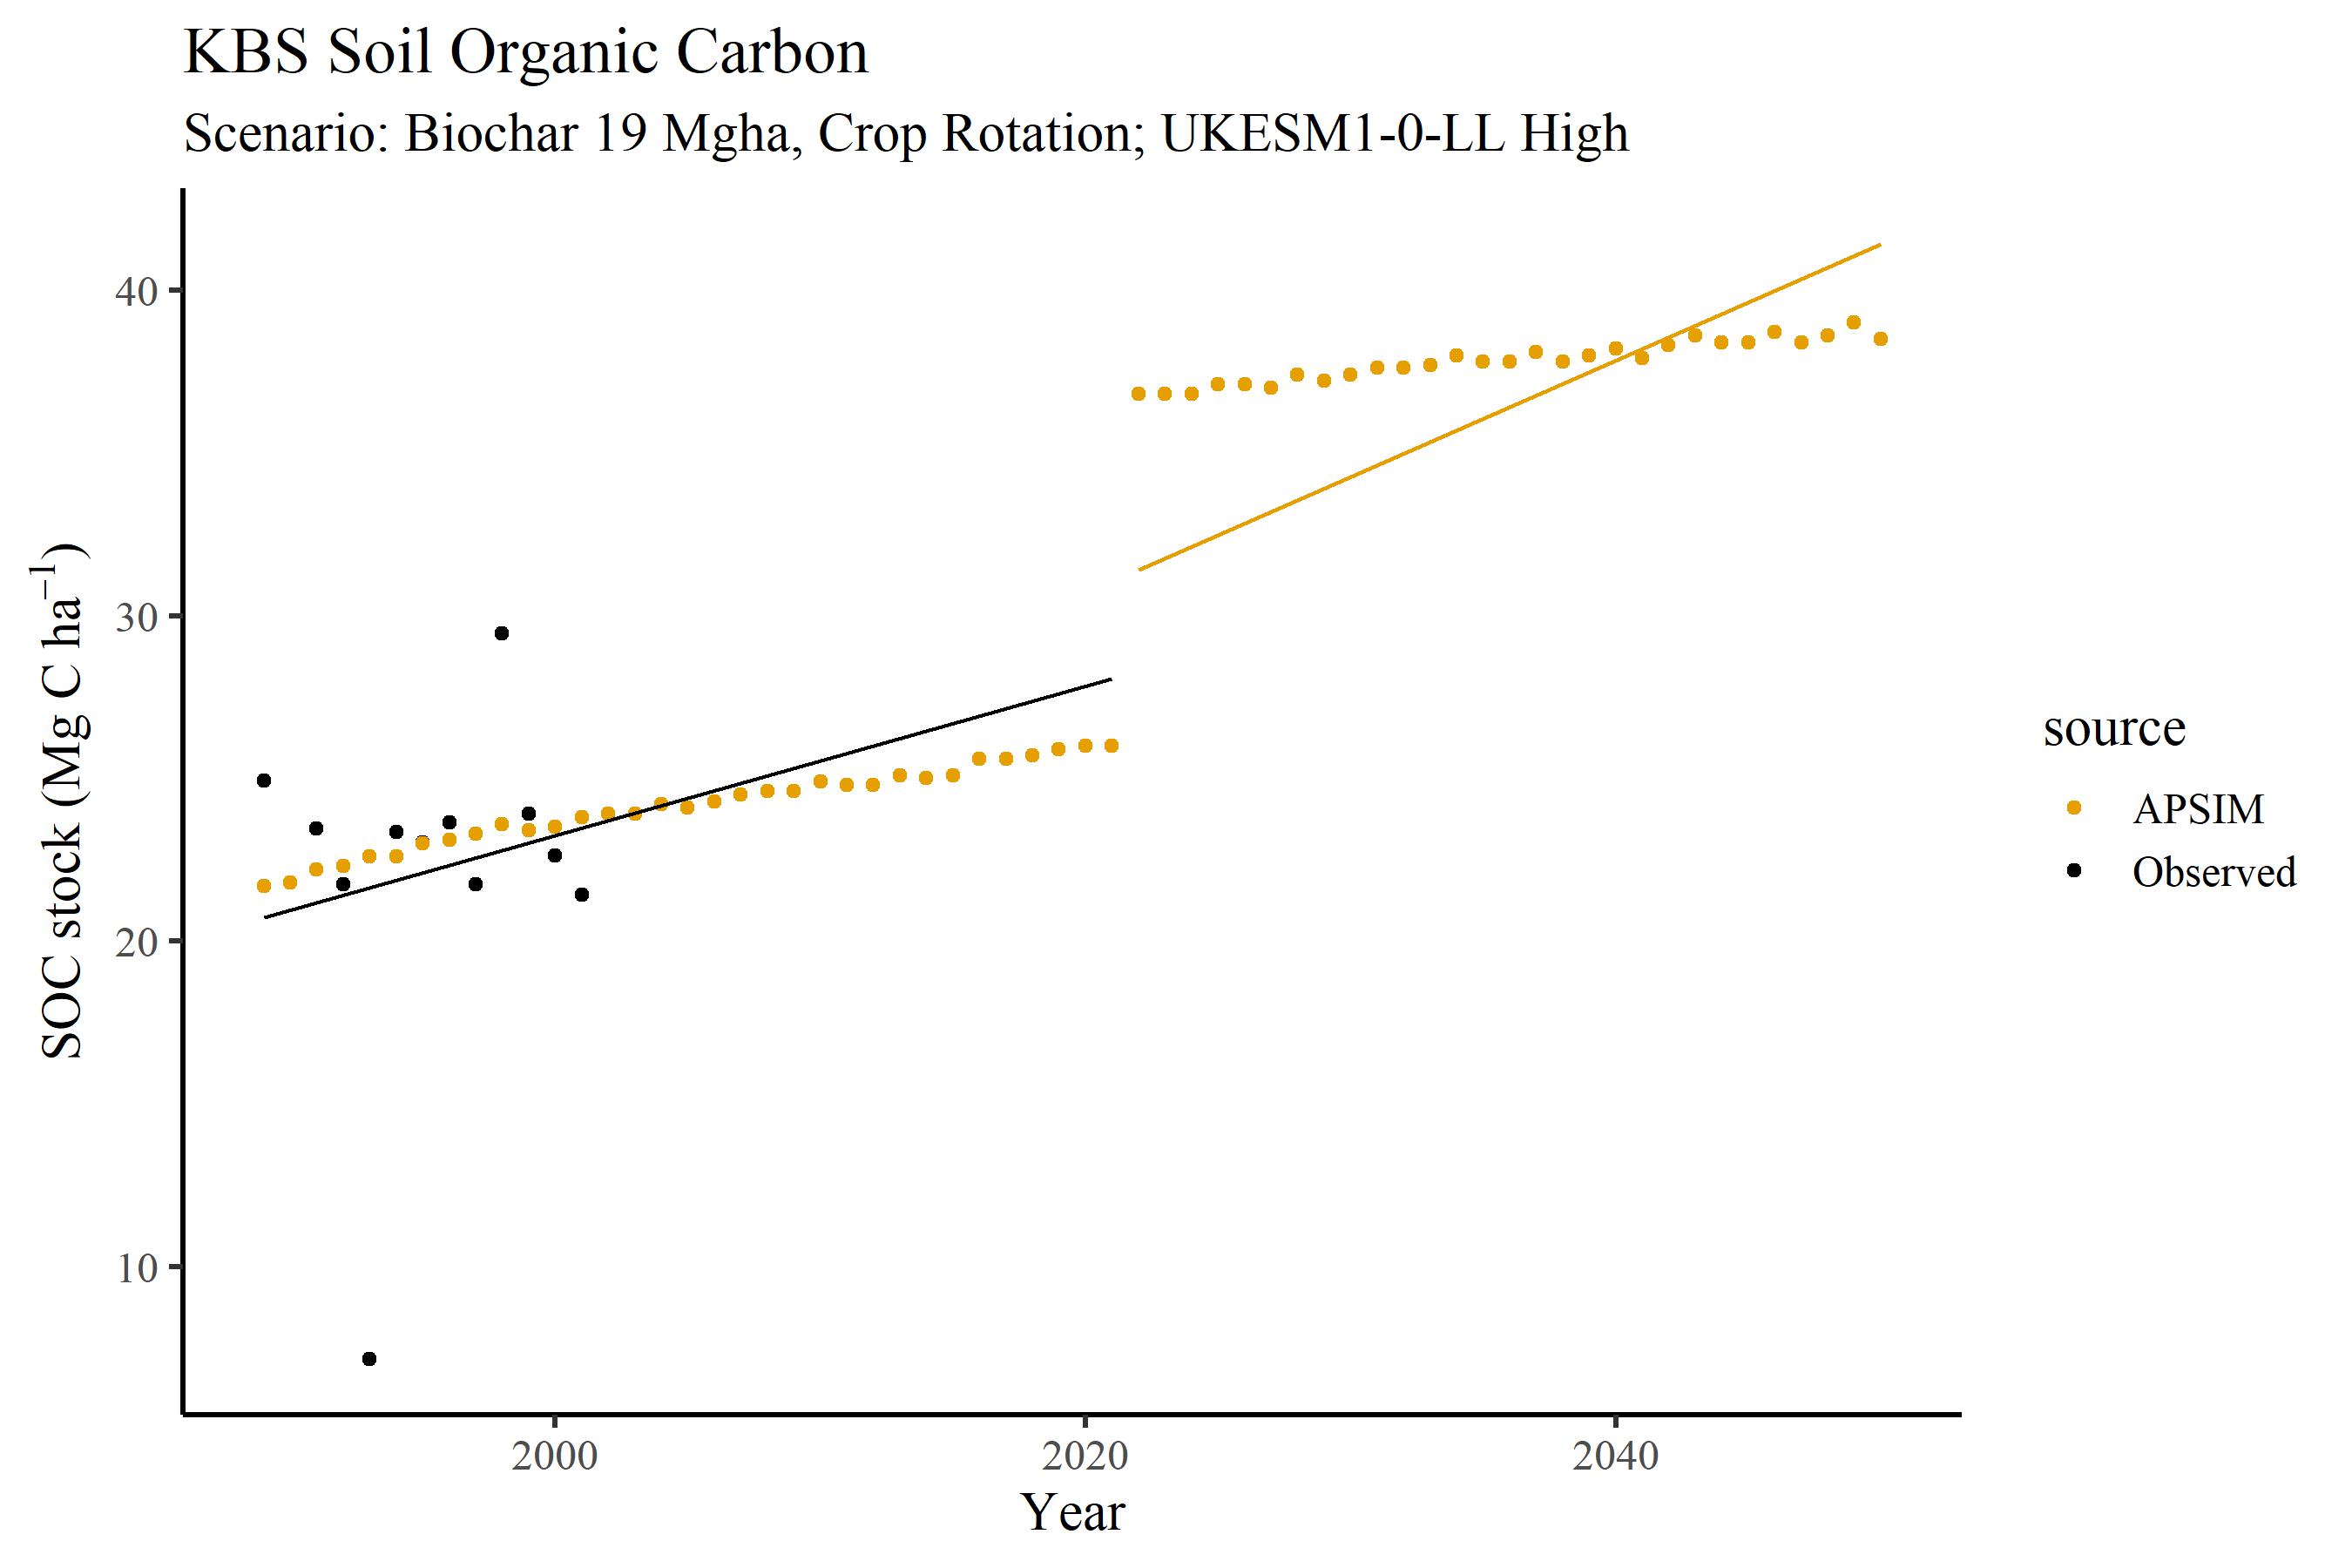 KBS Soil Organic Carbon
Scenario: Biochar 19 Mgha, Crop Rotation; UKESM1-0-LL High
SOC stock (Mg C ha⁻¹)
40
30
20
10
2000
2020
2040
Year
source
APSIM
Observed